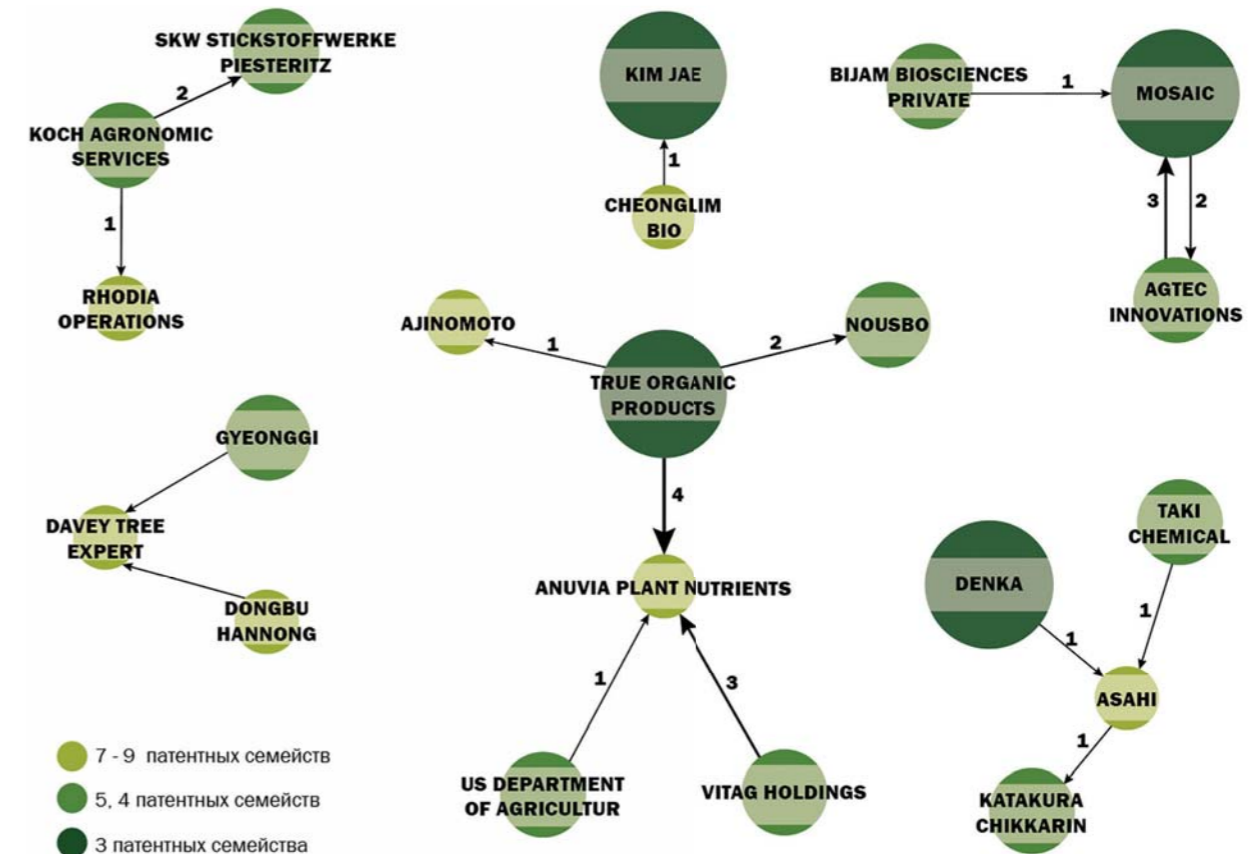 SKW STICKSTOFFWERKE
PIESTERITZ
2
KOCH AGRONOMIC
SERVICES
1
RHODIA
OPERATIONS
KIM JAE
1
CHEONGLIM
BIO
BIJAM BIOSCIENCES
PRIVATE
1
MOSAIC
3
2
AGTEC
INNOVATIONS
AJINOMOTO
1
TRUE ORGANIC
PRODUCTS
2
NOUSBO
4
ANUVIA PLANT NUTRIENTS
1
3
US DEPARTMENT
OF AGRICULTUR
VITAG HOLDINGS
GYEONGGI
DAVEY TREE
EXPERT
DONGBU
HANNONG
TAKI
CHEMICAL
DENKA
1
1
ASAHI
1
KATAKURA
CHIKKARIN
7 - 9 патентных семейств
5, 4 патентных семейств
3 патентных семейства